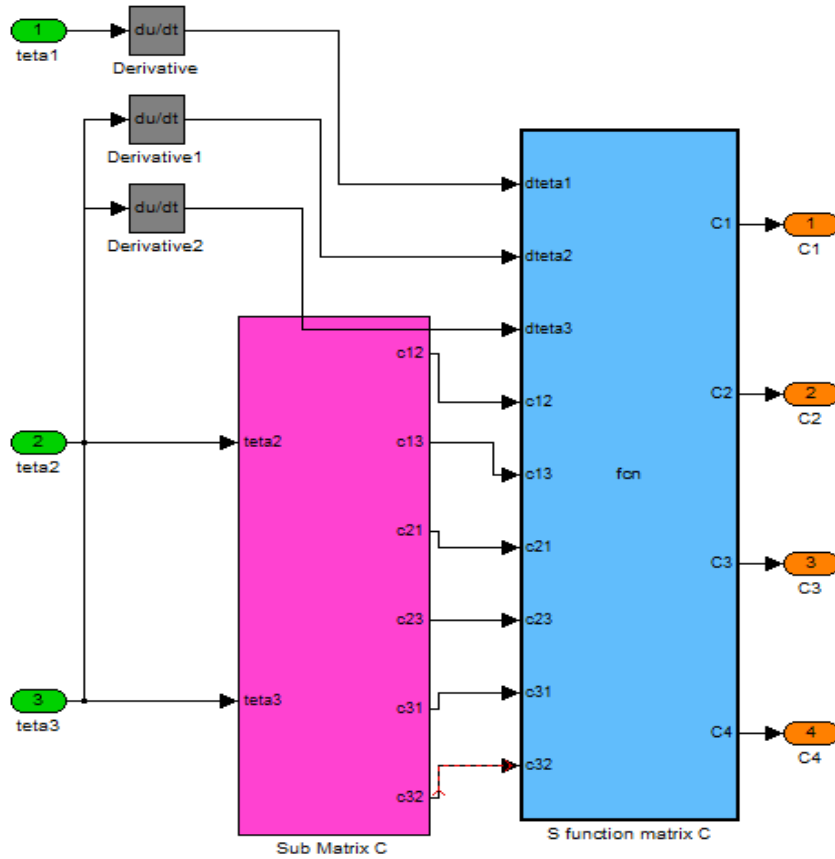 1
teta1
du/dt
Derivative
du/dt
Derivative1
du/dt
Derivative2
2
teta2
3
teta3
teta2
teta3
c12
c13
c21
c23
c31
c32
Sub Matrix C
dteta1
dteta2
dteta3
c12
c13
c21
c23
c31
c32
fcn
C1
C2
C3
C4
S function matrix C
1
C1
2
C2
3
C3
4
C4